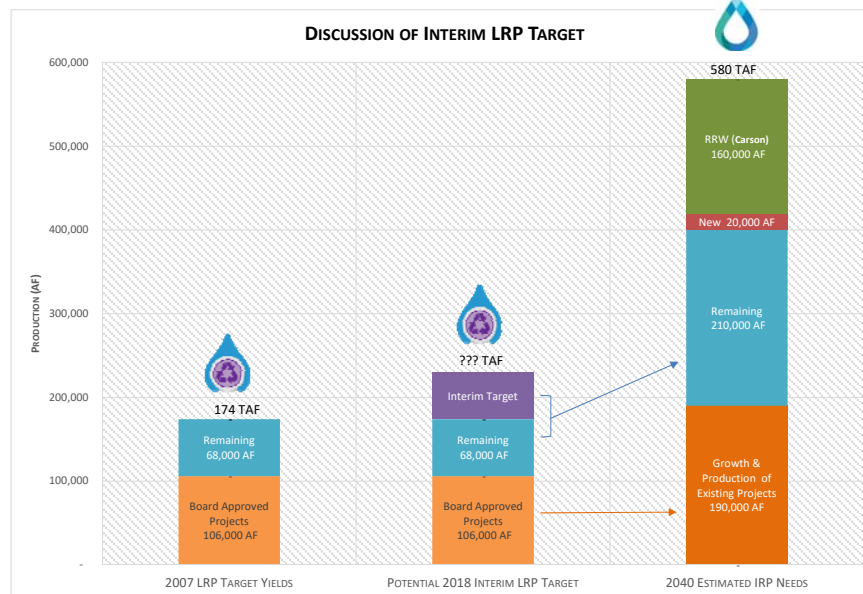 DISCUSSION OF INTERIM LRP TARGET
PRODUCTION (AF)
600,000
500,000
400,000
300,000
200,000
100,000
-
174 TAF
Remaining
68,000 AF
Board Approved
Projects
106,000 AF
2007 LRP TARGET YIELDS
??? TAF
Interim Target
Remaining
68,000 AF
Board Approved
Projects
106,000 AF
POTENTIAL 2018 INTERIM LRP TARGET
580 TAF
RRW (Carson)
160,000 AF
New 20,000 AF
Remaining
210,000 AF
Growth &
Production of
Existing Projects
190,000 AF
2040 ESTIMATED IRP NEEDS